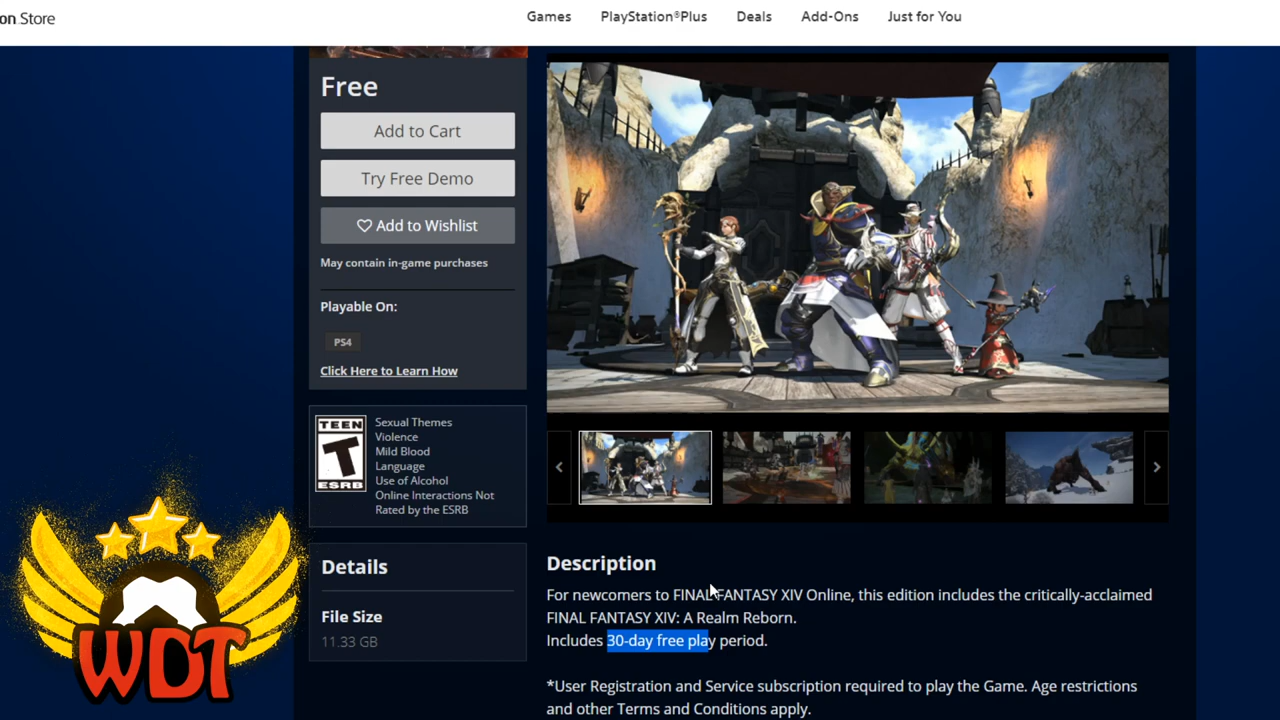 on Store
Games PlayStation®Plus Deals Add-Ons Just for You
Free
Add to Cart
Try Free Demo
Add to Wishlist
May contain in-game purchases
Playable On:
PS4
Click Here to Learn How
TEEN
T
ESRB
Sexual Themes
Violence
Mild Blood
Language
Use of Alcohol
Online Interactions Not
Rated by the ESRB
Details
File Size
11.33 GB
Description
For newcomers to FINAL FANTASY XIV Online, this edition includes the critically-acclaimed
FINAL FANTASY XIV: A Realm Reborn.
Includes 30-day free play period.
*User Registration and Service subscription required to play the Game. Age restrictions
and other Terms and Conditions apply.
WDT